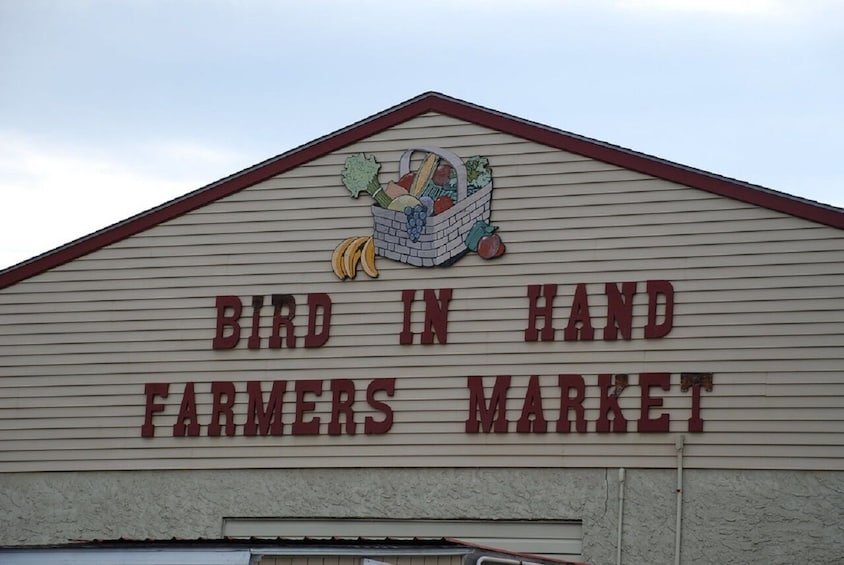 BIRD IN HAND
FARMERS MARKET